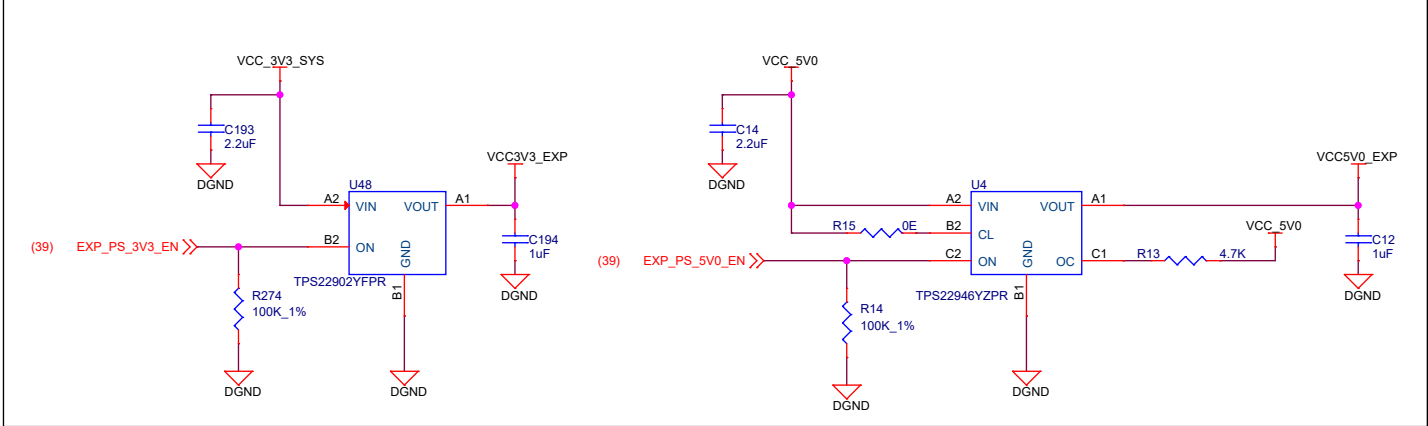 VCC_3V3_SYS
C193
2.2uF
DGND
VCC3V3_EXP
U48
A2
VIN
VOUT
A1
(39)
EXP_PS_3V3_EN
B2
ON
GND
C194
1uF
DGND
TPS22902YFPR
B1
R274
100K_1%
DGND
DGND
VCC_5V0
C14
2.2uF
DGND
VCC5V0_EXP
U4
A2
VIN
VOUT
A1
R15
0E
B2
CL
VCC_5V0
C12
1uF
DGND
(39)
EXP_PS_5V0_EN
C2
ON
GND
OC
C1
R13
4.7K
TPS22946YZPR
B1
R14
100K_1%
DGND
DGND